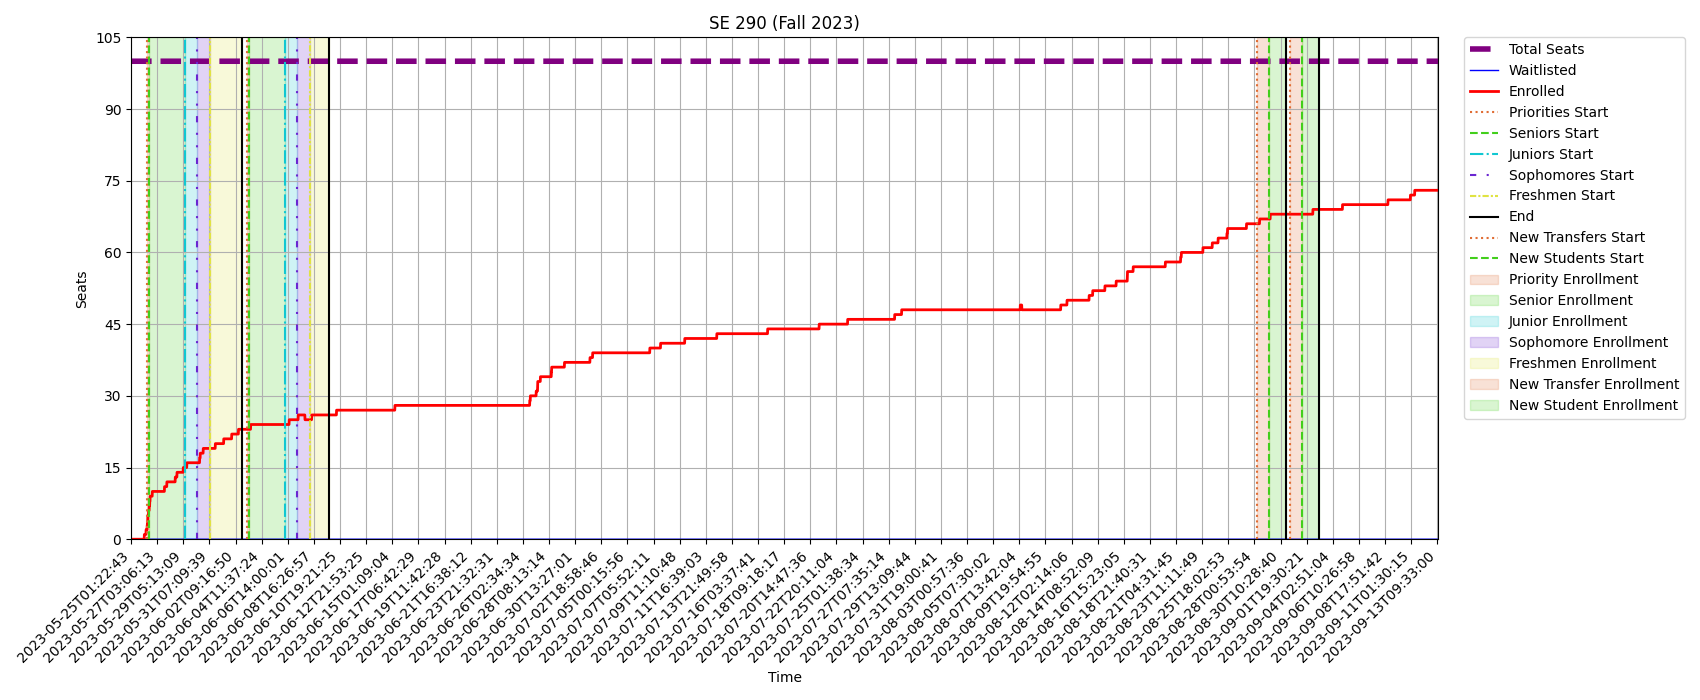 SE 290 (Fall 2023)
105
90
75
60
45
30
15
0
Seats
2023-05-25T01:22:43
2023-05-27T03:06:13
2023-05-29T05:13:09
2023-05-31T07:09:39
2023-06-02T09:16:50
2023-06-04T11:37:24
2023-06-06T14:00:01
2023-06-08T16:26:57
2023-06-10T19:21:25
2023-06-12T21:53:25
2023-06-15T01:09:04
2023-06-17T06:42:29
2023-06-19T11:42:28
2023-06-21T16:38:12
2023-06-23T21:32:31
2023-06-26T02:34:34
2023-06-28T08:13:14
2023-06-30T13:27:01
2023-07-02T18:58:46
2023-07-05T00:15:56
2023-07-07T05:52:11
2023-07-09T11:10:48
2023-07-11T16:39:03
2023-07-13T21:49:58
2023-07-16T03:37:41
2023-07-18T09:18:17
2023-07-20T14:47:36
2023-07-22T20:11:04
2023-07-25T01:38:34
2023-07-27T07:35:14
2023-07-29T13:09:44
2023-07-31T19:00:41
2023-08-03T00:57:36
2023-08-05T07:30:02
2023-08-07T13:42:04
2023-08-09T19:54:55
2023-08-12T02:14:06
2023-08-14T08:52:09
2023-08-16T15:23:05
2023-08-18T21:40:31
2023-08-21T04:31:45
2023-08-23T11:11:49
2023-08-25T18:02:53
2023-08-28T00:53:54
2023-08-30T10:28:40
2023-09-01T19:30:21
2023-09-04T02:51:04
2023-09-06T10:26:58
2023-09-08T17:51:42
2023-09-11T01:30:15
2023-09-13T09:33:00
Time
Total Seats
Waitlisted
Enrolled
Priorities Start
Seniors Start
Juniors Start
Sophomores Start
Freshmen Start
End
New Transfers Start
New Students Start
Priority Enrollment
Senior Enrollment
Junior Enrollment
Sophomore Enrollment
Freshmen Enrollment
New Transfer Enrollment
New Student Enrollment